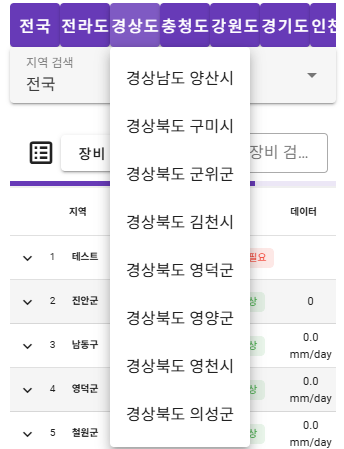 전국 전라도 경상도 충청도 강원도 경기도 인천
지역 검색
전국
경상남도 양산시
경상북도 구미시
경상북도 군위군
경상북도 김천시
경상북도 영덕군
경상북도 영양군
경상북도 영천시
경상북도 의성군
장비
장비 검...
지역 데이터
1 테스트 필요
2 진안군 상 0
3 남동구 상 0.0 mm/day
4 영덕군 상 0.0 mm/day
5 철원군 상 0.0 mm/day